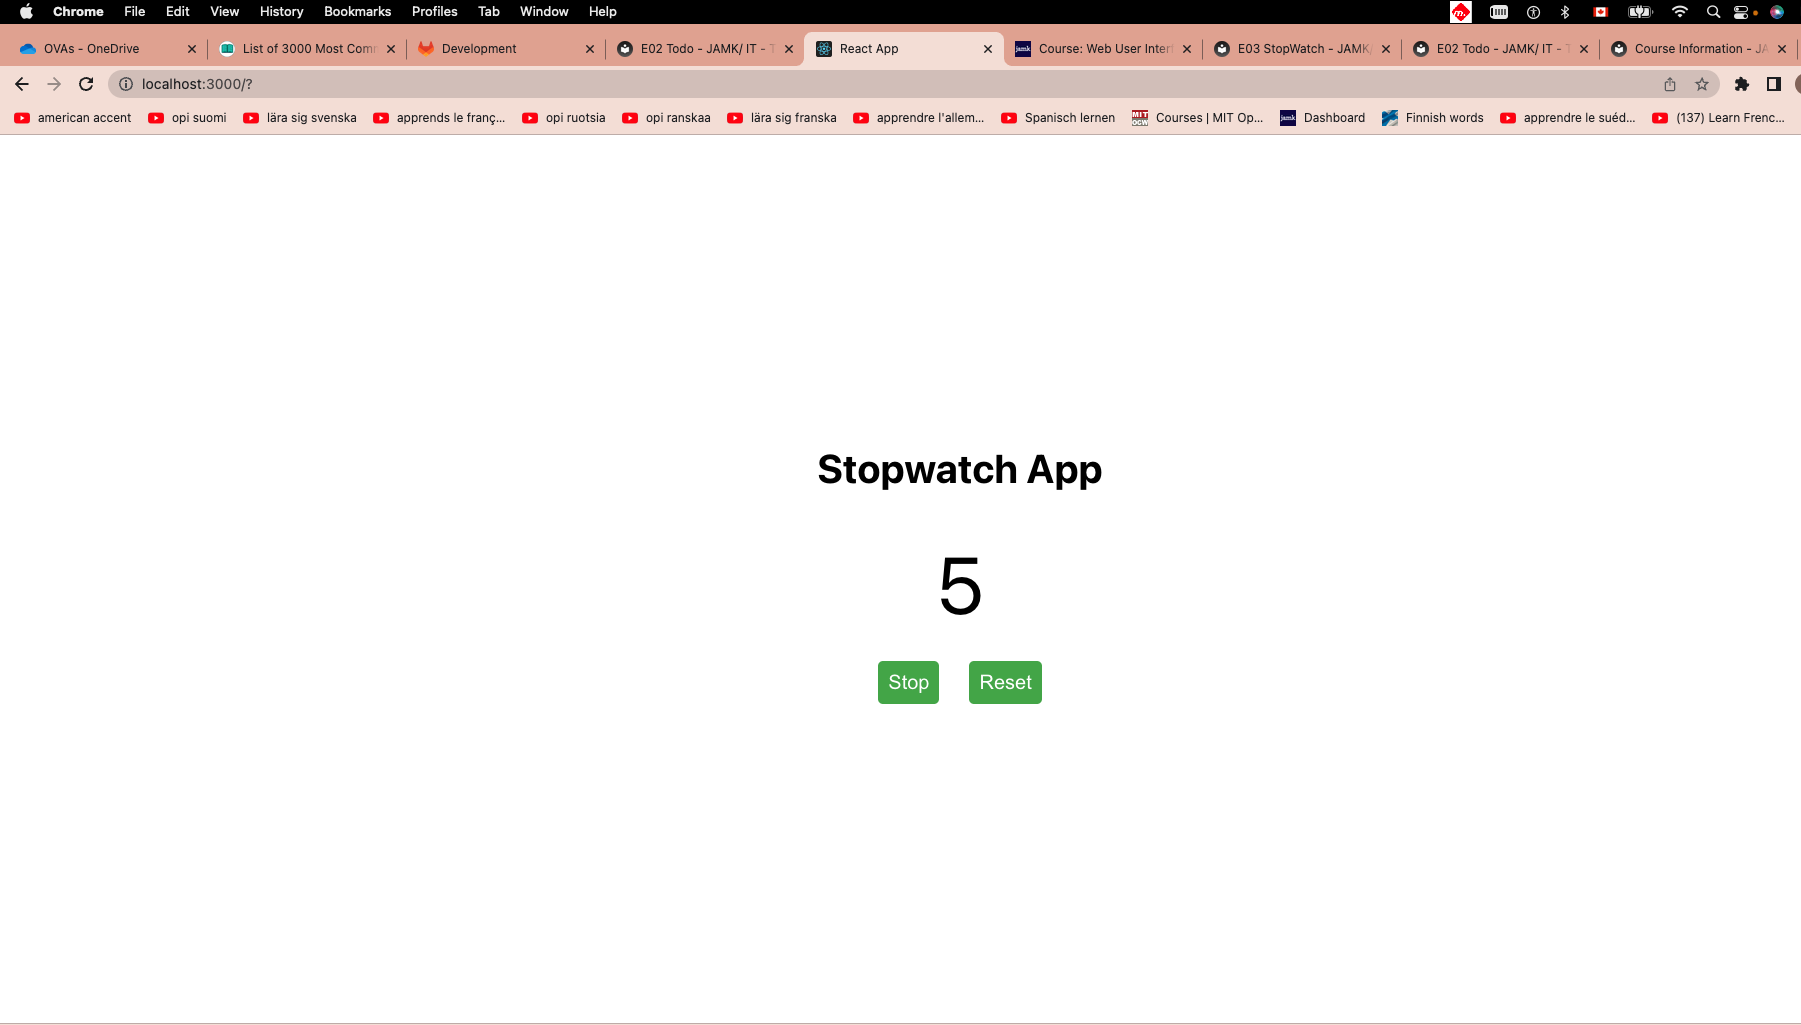 Chrome File Edit View History Bookmarks Profiles Tab Window Help
OVAs - OneDrive List of 3000 Most Comm Development E02 Todo - JAMK/ IT - T React App Course: Web User Interf E03 StopWatch - JAMK/ E02 Todo - JAMK/ IT - T Course Information - JA
localhost:3000/?
american accent opi suomi lära sig svenska apprends le franç... opi ruotsia opi ranskaa lära sig franska apprendre l'allem... Spanisch lernen Courses | MIT Op... Dashboard Finnish words apprendre le suéd... (137) Learn Frenc...
Stopwatch App
5
Stop Reset